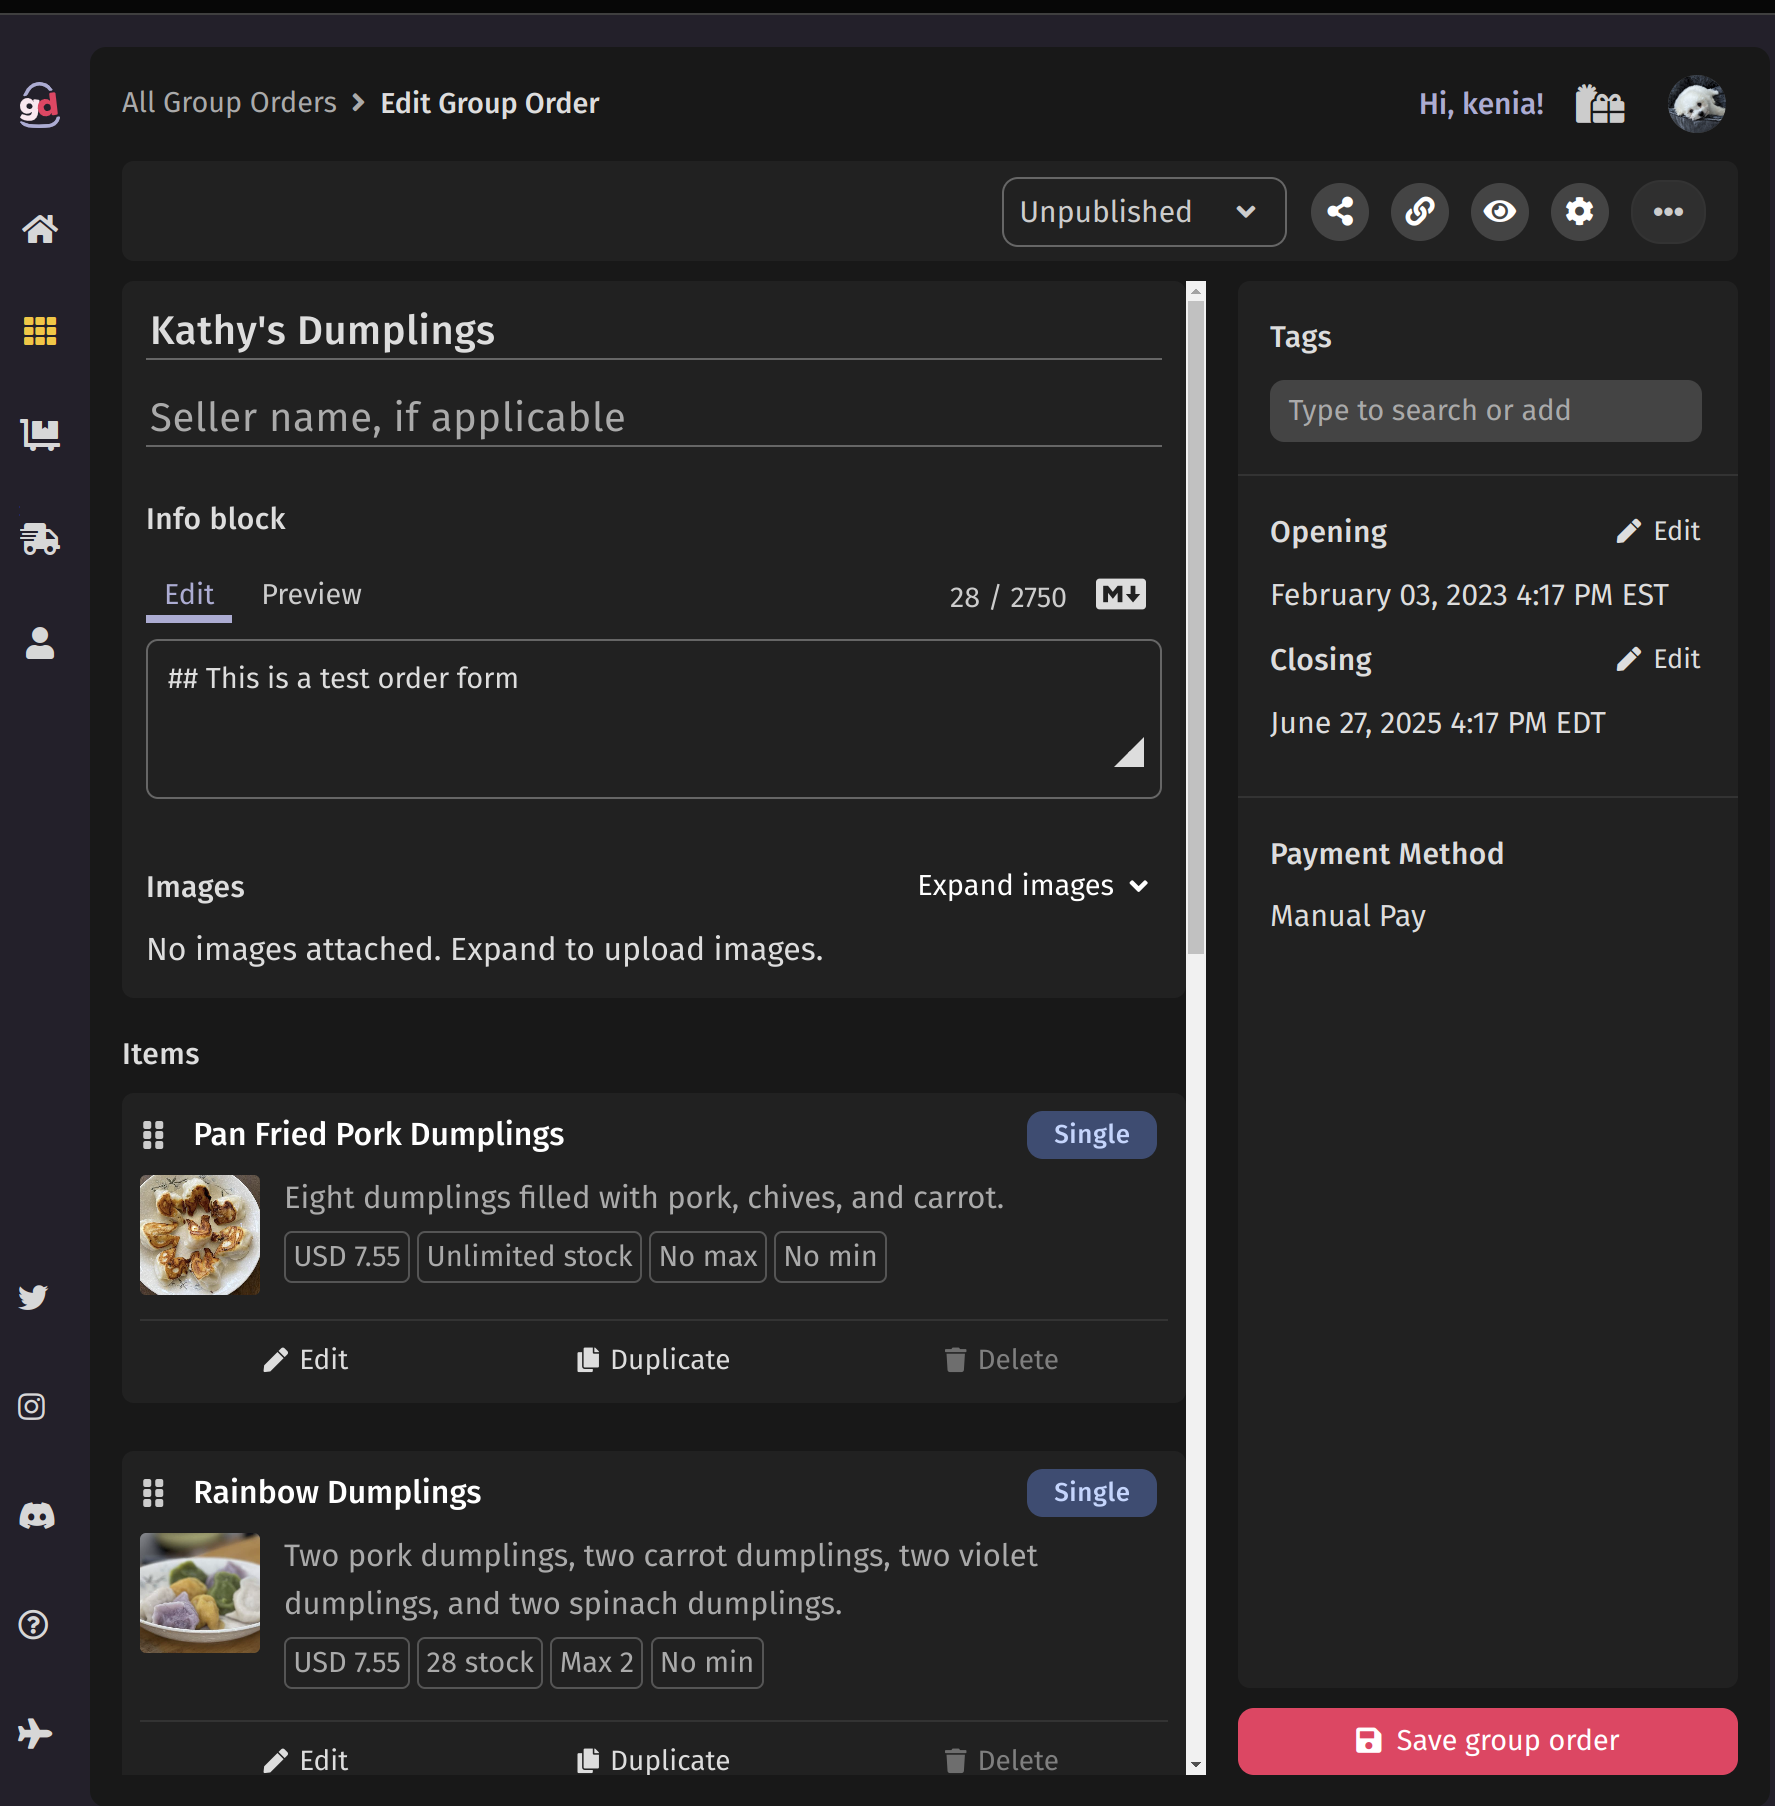 gd
All Group Orders > Edit Group Order
Hi, kenia!
Unpublished
Kathy's Dumplings
Seller name, if applicable
Info block
Edit Preview 28 / 2750 M
## This is a test order form
Images Expand images
No images attached. Expand to upload images.
Items
Pan Fried Pork Dumplings Single
Eight dumplings filled with pork, chives, and carrot.
USD 7.55 Unlimited stock No max No min
Edit Duplicate Delete
Rainbow Dumplings Single
Two pork dumplings, two carrot dumplings, two violet
dumplings, and two spinach dumplings.
USD 7.55 28 stock Max 2 No min
Edit Duplicate Delete
Tags
Type to search or add
Opening Edit
February 03, 2023 4:17 PM EST
Closing Edit
June 27, 2025 4:17 PM EDT
Payment Method
Manual Pay
Save group order